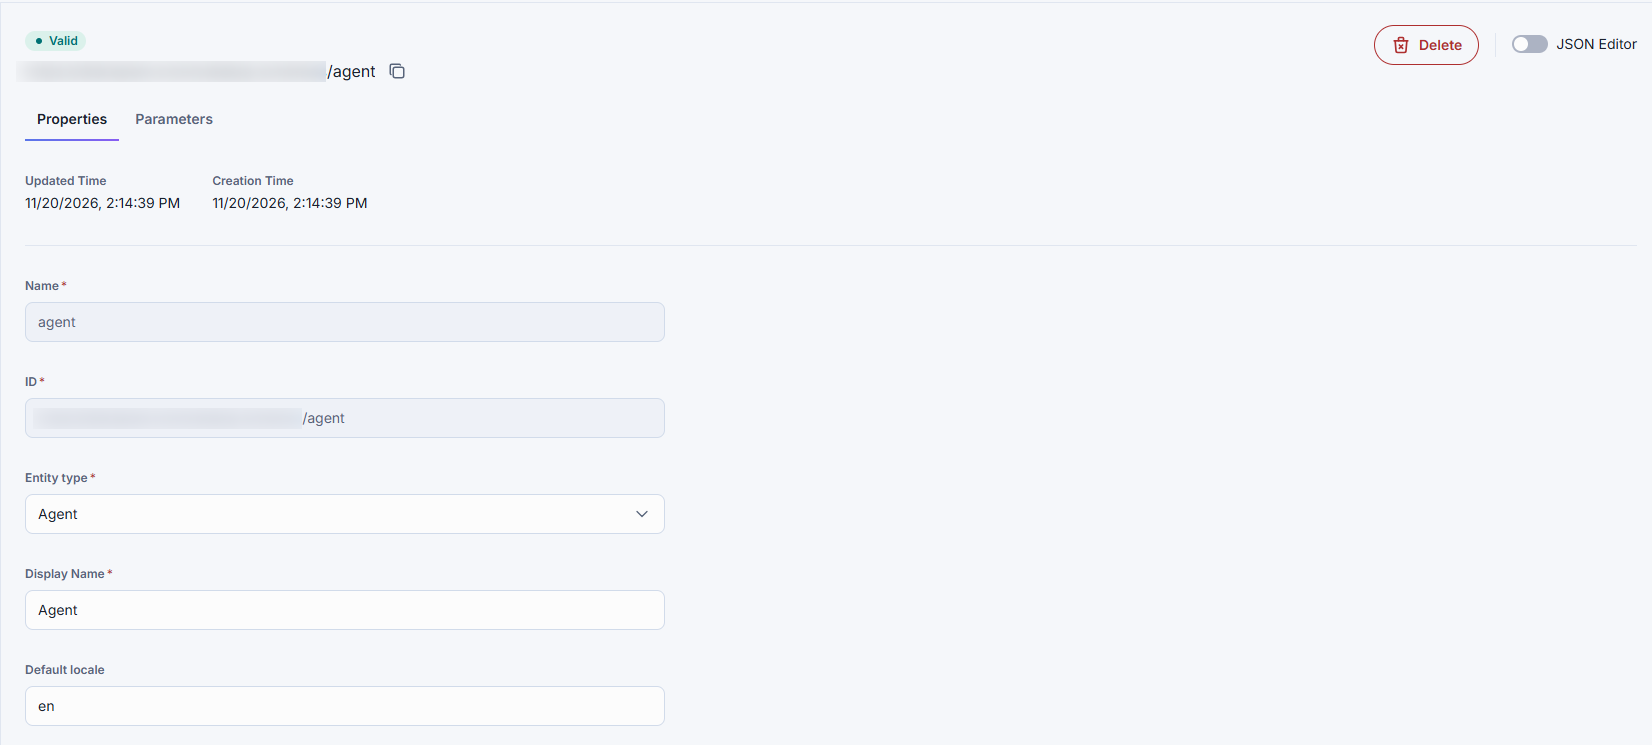 Valid
Delete
JSON Editor
/agent
Properties Parameters
Updated Time Creation Time
11/20/2026, 2:14:39 PM 11/20/2026, 2:14:39 PM
Name *
agent
ID *
/agent
Entity type *
Agent
Display Name *
Agent
Default locale
en